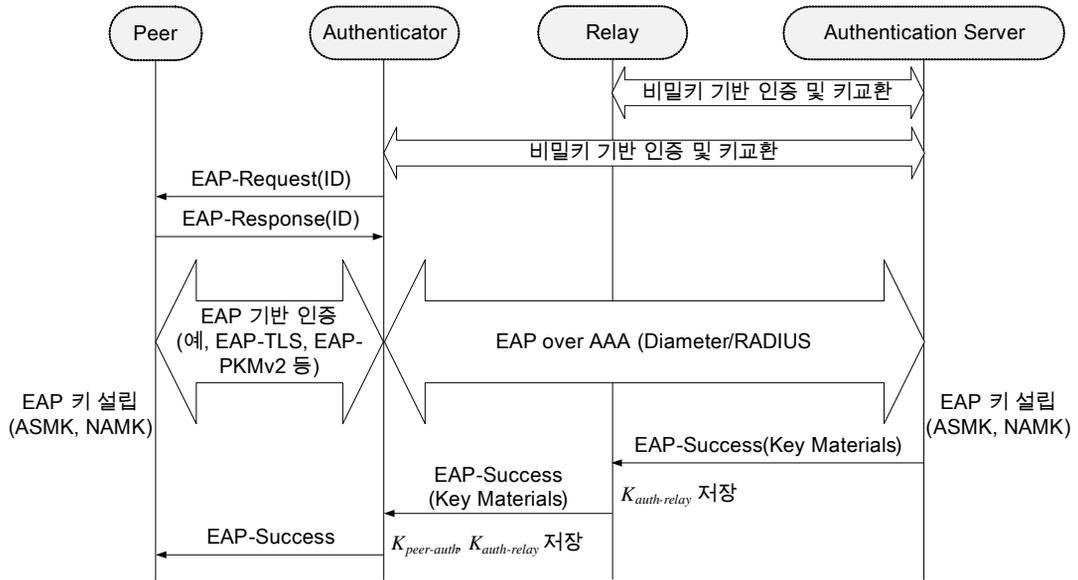 Peer
Authenticator
Relay
Authentication Server
비밀키 기반 인증 및 키교환
비밀키 기반 인증 및 키교환
EAP-Request(ID)
EAP-Response(ID)
EAP 기반 인증
(예, EAP-TLS, EAP-
PKMv2 등)
EAP over AAA (Diameter/RADIUS
EAP 키 설립
(ASMK, NAMK)
EAP 키 설립
(ASMK, NAMK)
EAP-Success(Key Materials)
K_auth-relay 저장
EAP-Success
(Key Materials)
K_peer-auth, K_auth-relay 저장
EAP-Success